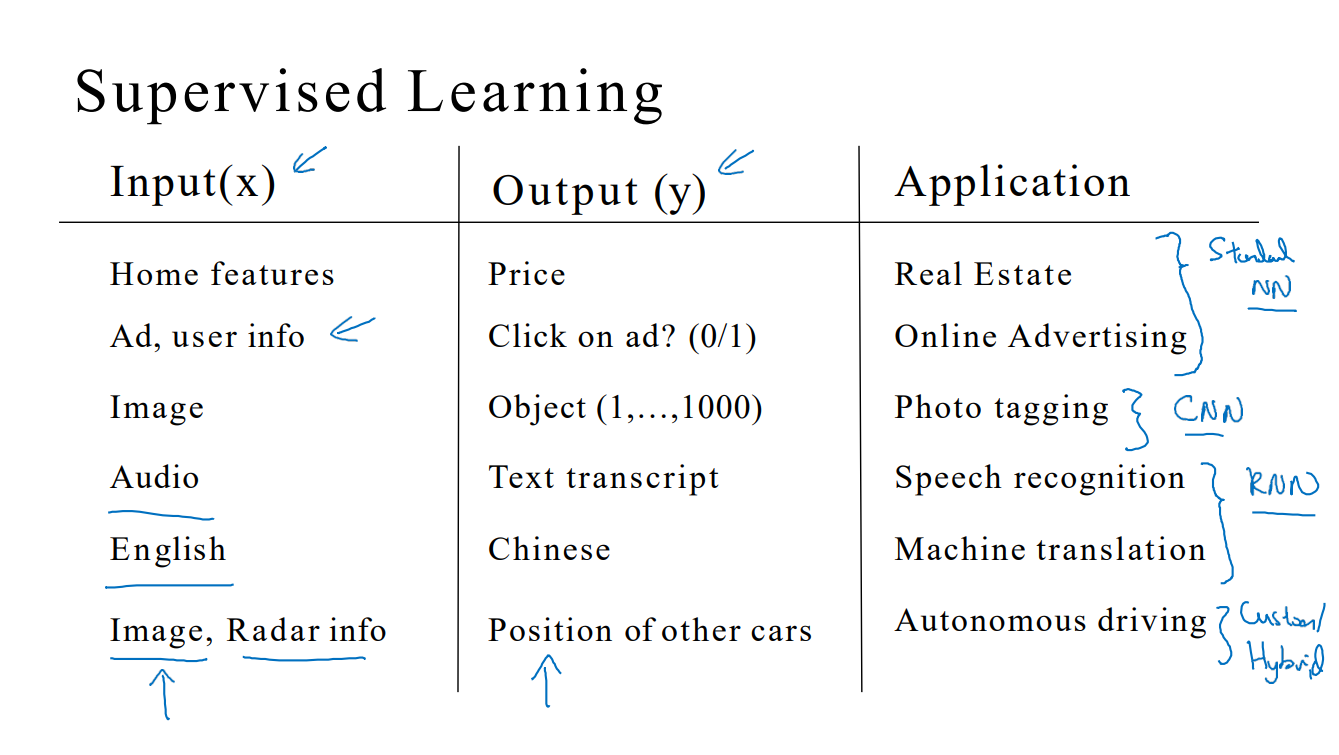 Supervised Learning
Input(x) Output (y) Application
Home features Price Real Estate
Standard
NN
Ad, user info Click on ad? (0/1) Online Advertising
Image Object (1,...,1000) Photo tagging CNN
Audio Text transcript Speech recognition RNN
English Chinese Machine translation
Image, Radar info Position of other cars Autonomous driving
Custom/
Hybrid